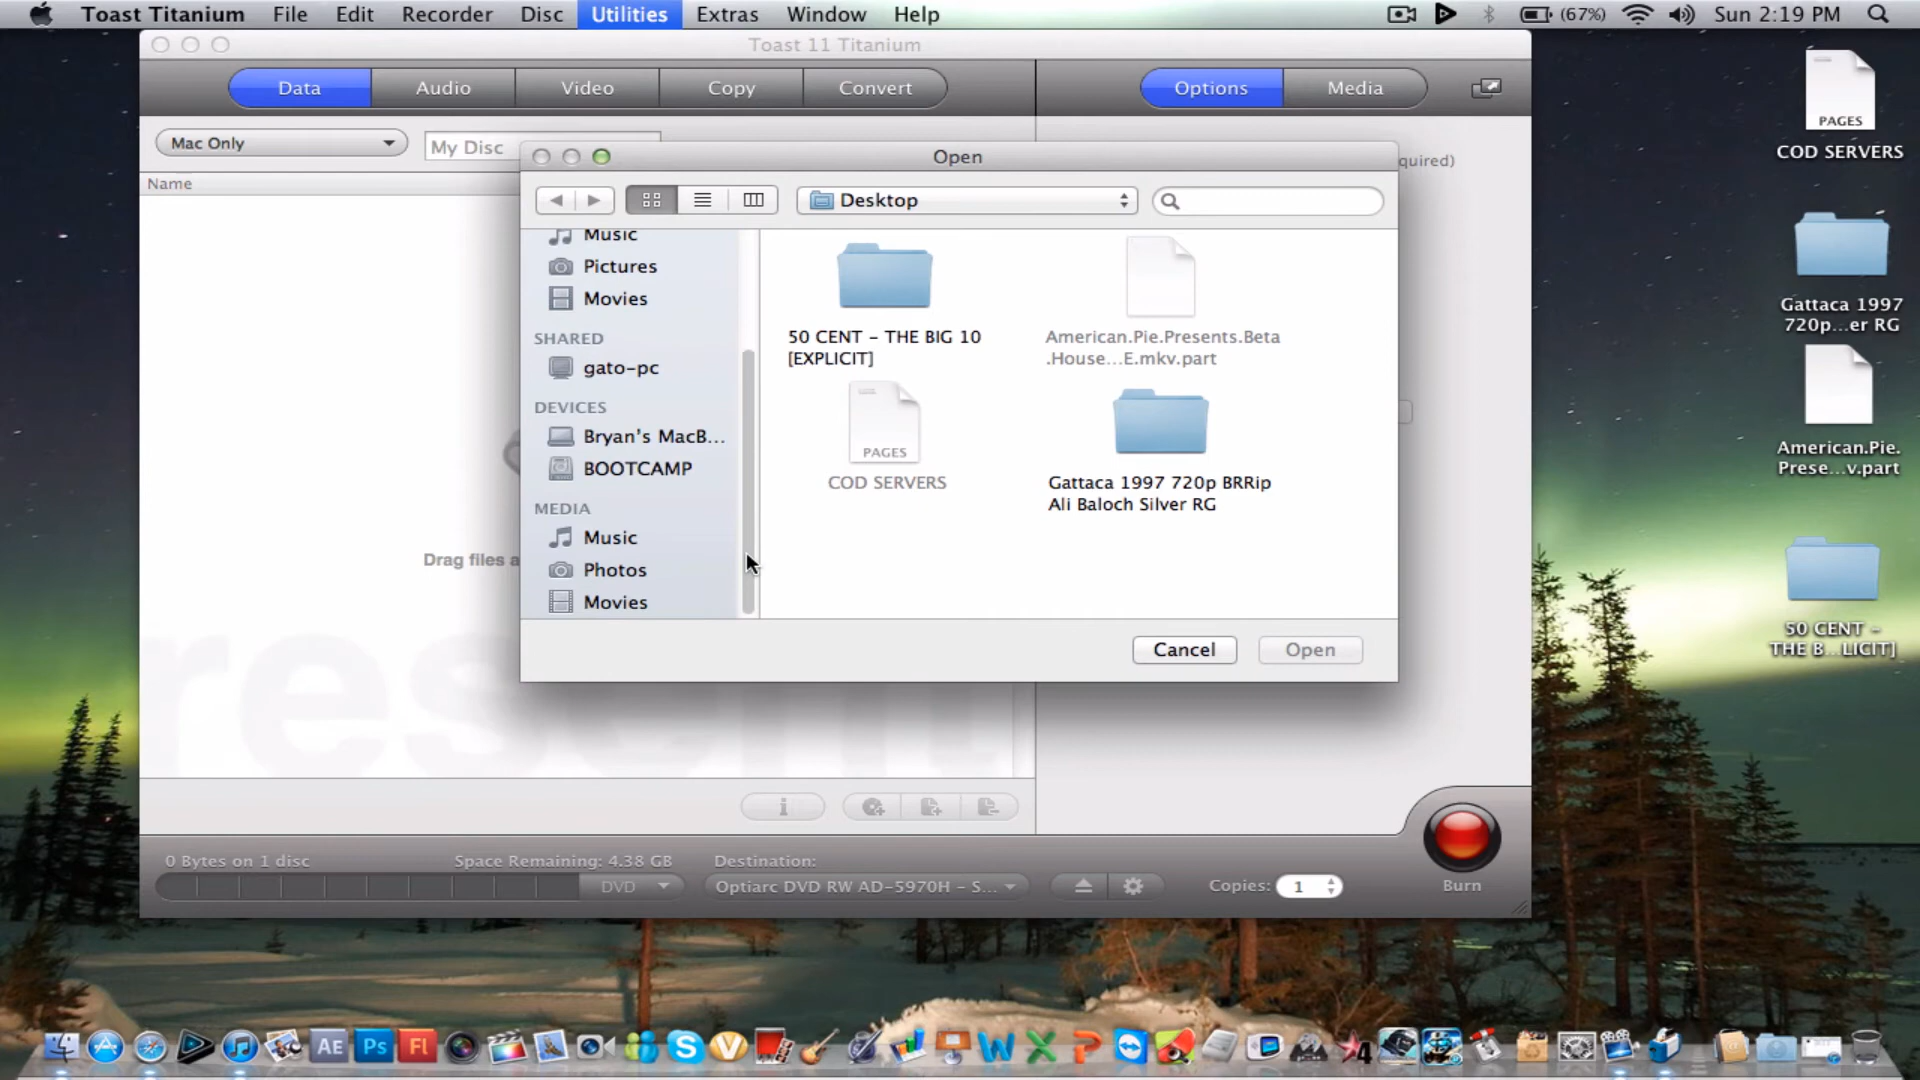 Toast Titanium File Edit Recorder Disc Utilities Extras Window Help (67%) Sun 2:19 PM
Toast 11 Titanium
Data Audio Video Copy Convert Options Media
Mac Only My Disc quired)
Name
Open
Desktop
Music
Pictures
Movies
SHARED
gato-pc
DEVICES
Bryan's MacB...
BOOTCAMP
MEDIA
Music
Photos
Movies
50 CENT - THE BIG 10
[EXPLICIT]
American.Pie.Presents.Beta
.House...E.mkv.part
PAGES
COD SERVERS
Gattaca 1997 720p BRRip
Ali Baloch Silver RG
Cancel Open
Drag files a
resent
0 Bytes on 1 disc Space Remaining: 4.38 GB Destination:
DVD Optiarc DVD RW AD-5970H - S... Copies: 1
Burn
PAGES
COD SERVERS
Gattaca 1997
720p...er RG
American.Pie.
Prese...v.part
50 CENT -
THE B...LICIT]
AE Ps Fl